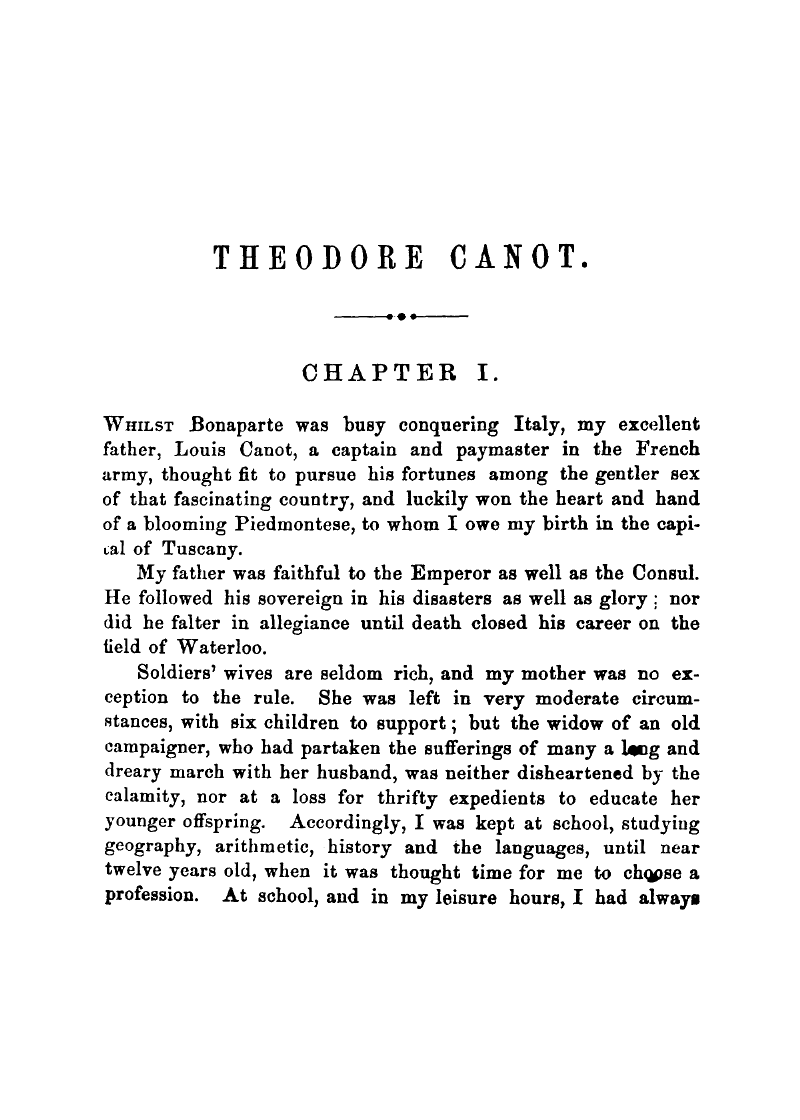 THEODORE CANOT.
CHAPTER I.
WHILST Bonaparte was busy conquering Italy, my excellent
father, Louis Canot, a captain and paymaster in the French
army, thought fit to pursue his fortunes among the gentler sex
of that fascinating country, and luckily won the heart and hand
of a blooming Piedmontese, to whom I owe my birth in the capi-
tal of Tuscany.
My father was faithful to the Emperor as well as the Consul.
He followed his sovereign in his disasters as well as glory; nor
did he falter in allegiance until death closed his career on the
field of Waterloo.
Soldiers' wives are seldom rich, and my mother was no ex-
ception to the rule. She was left in very moderate circum-
stances, with six children to support; but the widow of an old
campaigner, who had partaken the sufferings of many a long and
dreary march with her husband, was neither disheartened by the
calamity, nor at a loss for thrifty expedients to educate her
younger offspring. Accordingly, I was kept at school, studying
geography, arithmetic, history and the languages, until near
twelve years old, when it was thought time for me to choose a
profession. At school, and in my leisure hours, I had always